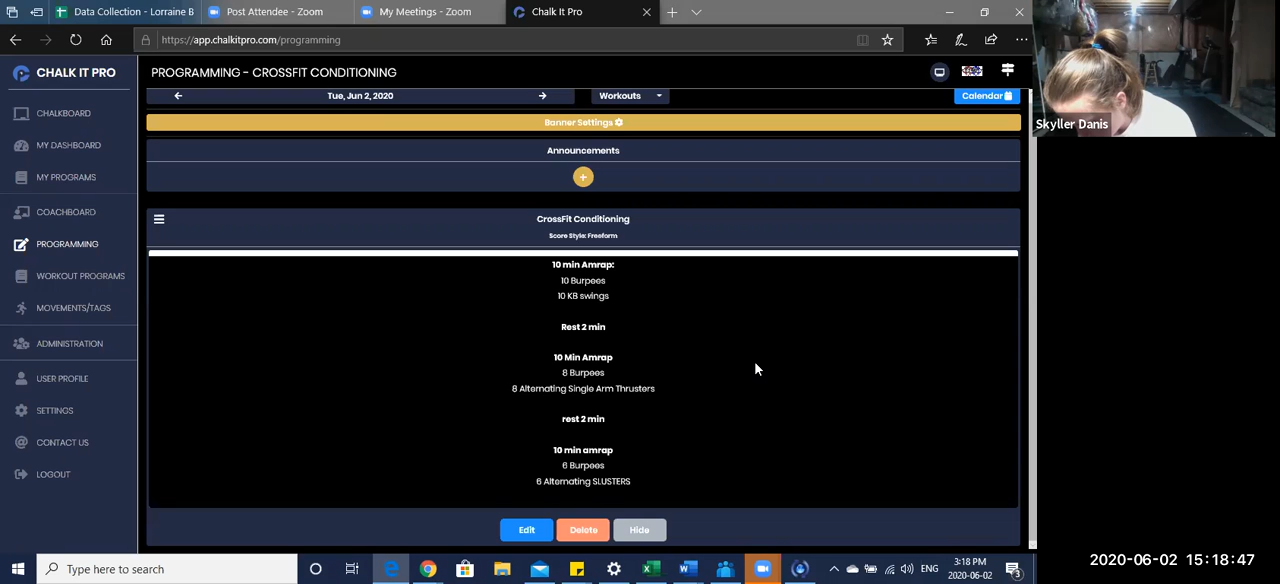 Data Collection - Lorraine B
Post Attendee - Zoom
My Meetings - Zoom
Chalk It Pro
https://app.chalkitpro.com/programming
CHALK IT PRO
PROGRAMMING - CROSSFIT CONDITIONING
Skyller Danis
Tue, Jun 2, 2020
Workouts
Calendar
CHALKBOARD
Banner Settings
MY DASHBOARD
Announcements
MY PROGRAMS
+
COACHBOARD
CrossFit Conditioning
Score Style: Freeform
PROGRAMMING
WORKOUT PROGRAMS
MOVEMENTS/TAGS
ADMINISTRATION
USER PROFILE
SETTINGS
CONTACT US
LOGOUT
10 min Amrap:
10 Burpees
10 KB swings
Rest 2 min
10 Min Amrap
8 Burpees
8 Alternating Single Arm Thrusters
rest 2 min
10 min amrap
6 Burpees
6 Alternating SLUSTERS
Edit
Delete
Hide
Type here to search
ENG
3:18 PM
2020-06-02
3
2020-06-02 15:18:47